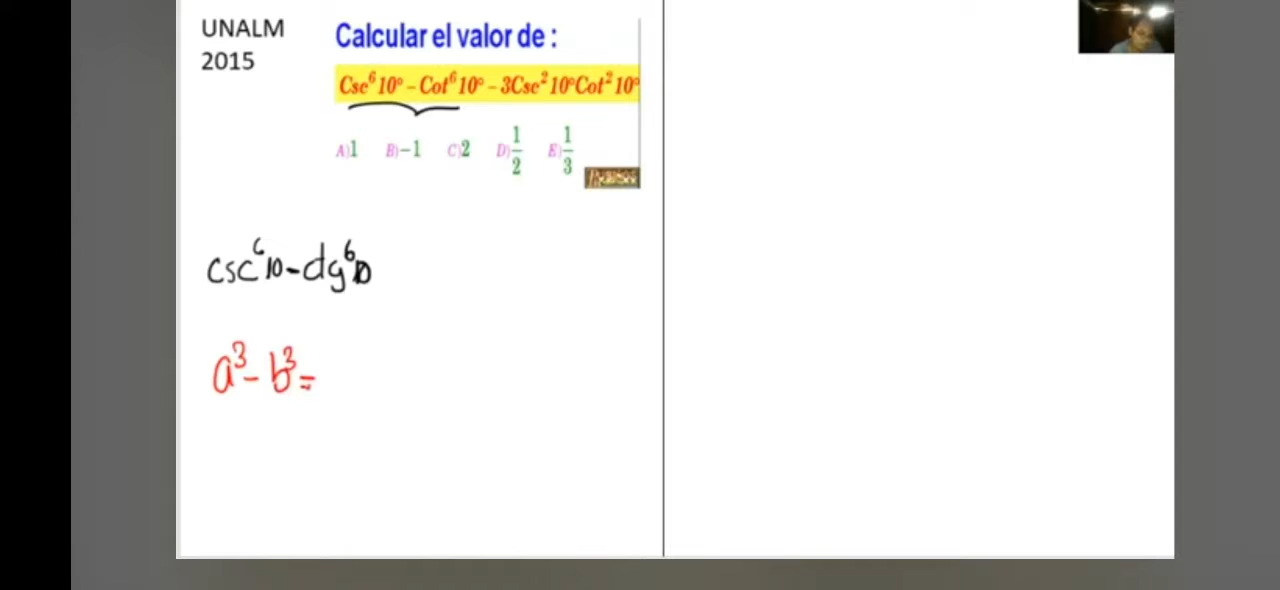 UNALM
2015
Calcular el valor de :
Csc⁶10° – Cot⁶10° – 3Csc²10°Cot²10°
A)1 B)–1 C)2 D)1/2 E)1/3
csc⁶10-ctg⁶10
a³- b³=